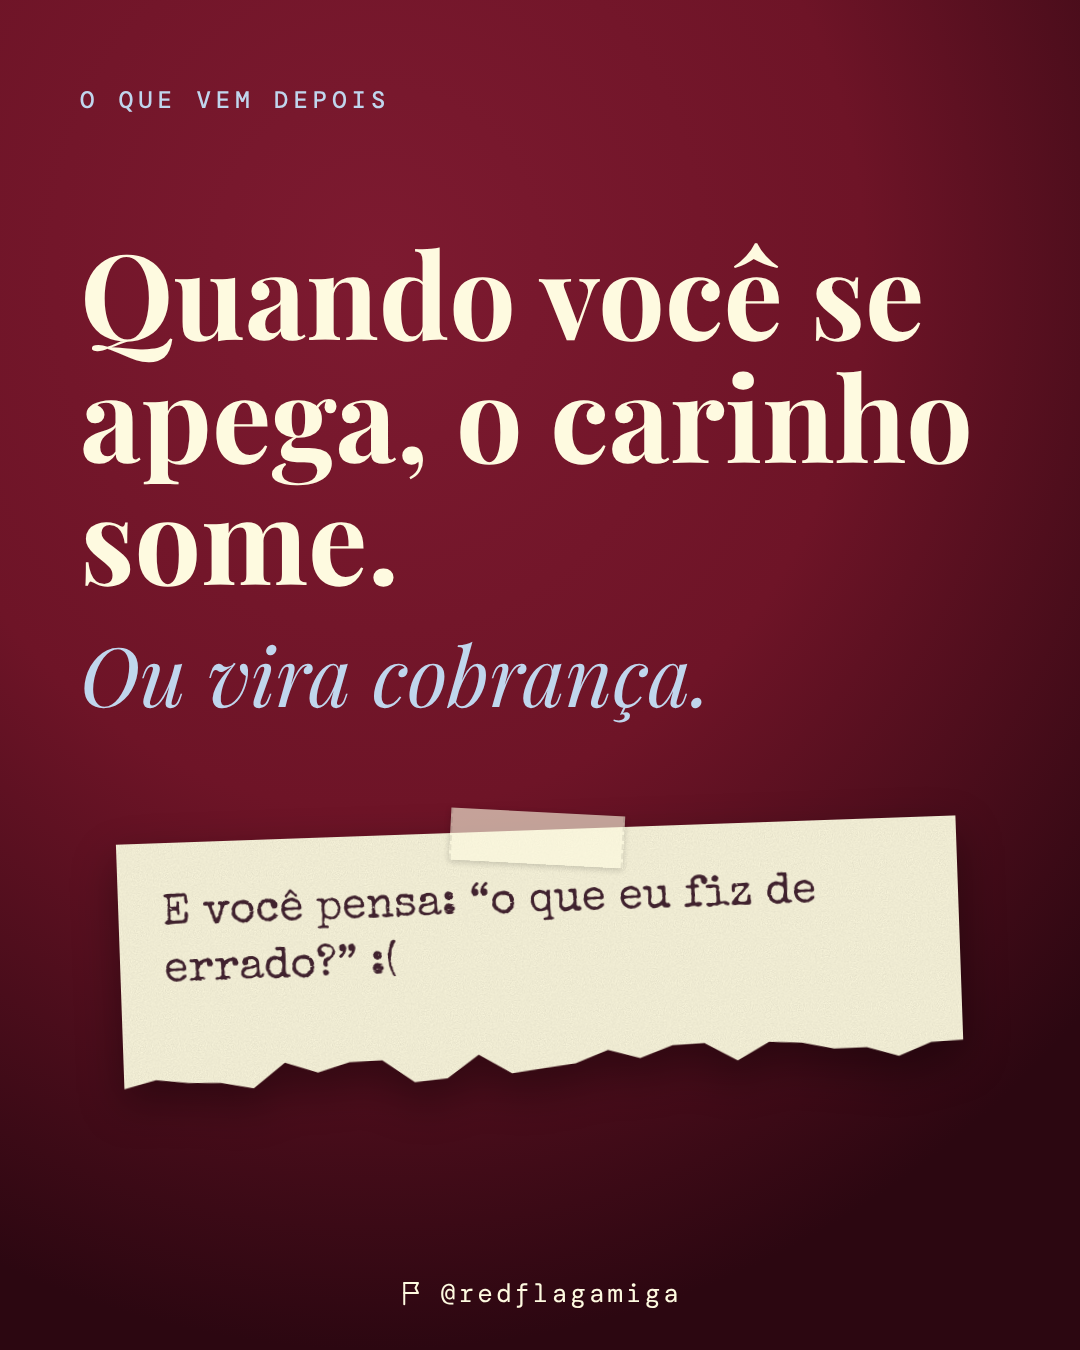 O QUE VEM DEPOIS
Quando você se
apega, o carinho
some.
Ou vira cobrança.
E você pensa: “o que eu fiz de
errado?” :(
@redflagamiga